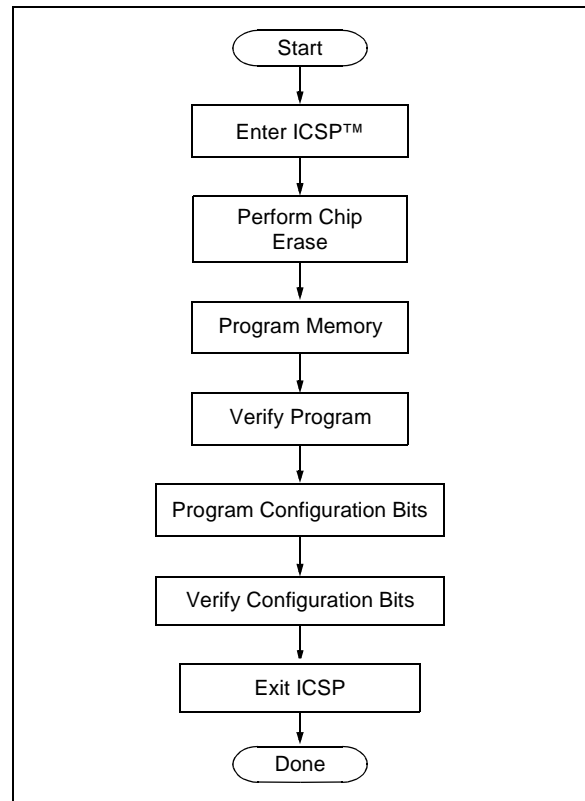 Start
Enter ICSP™
Perform Chip
Erase
Program Memory
Verify Program
Program Configuration Bits
Verify Configuration Bits
Exit ICSP
Done